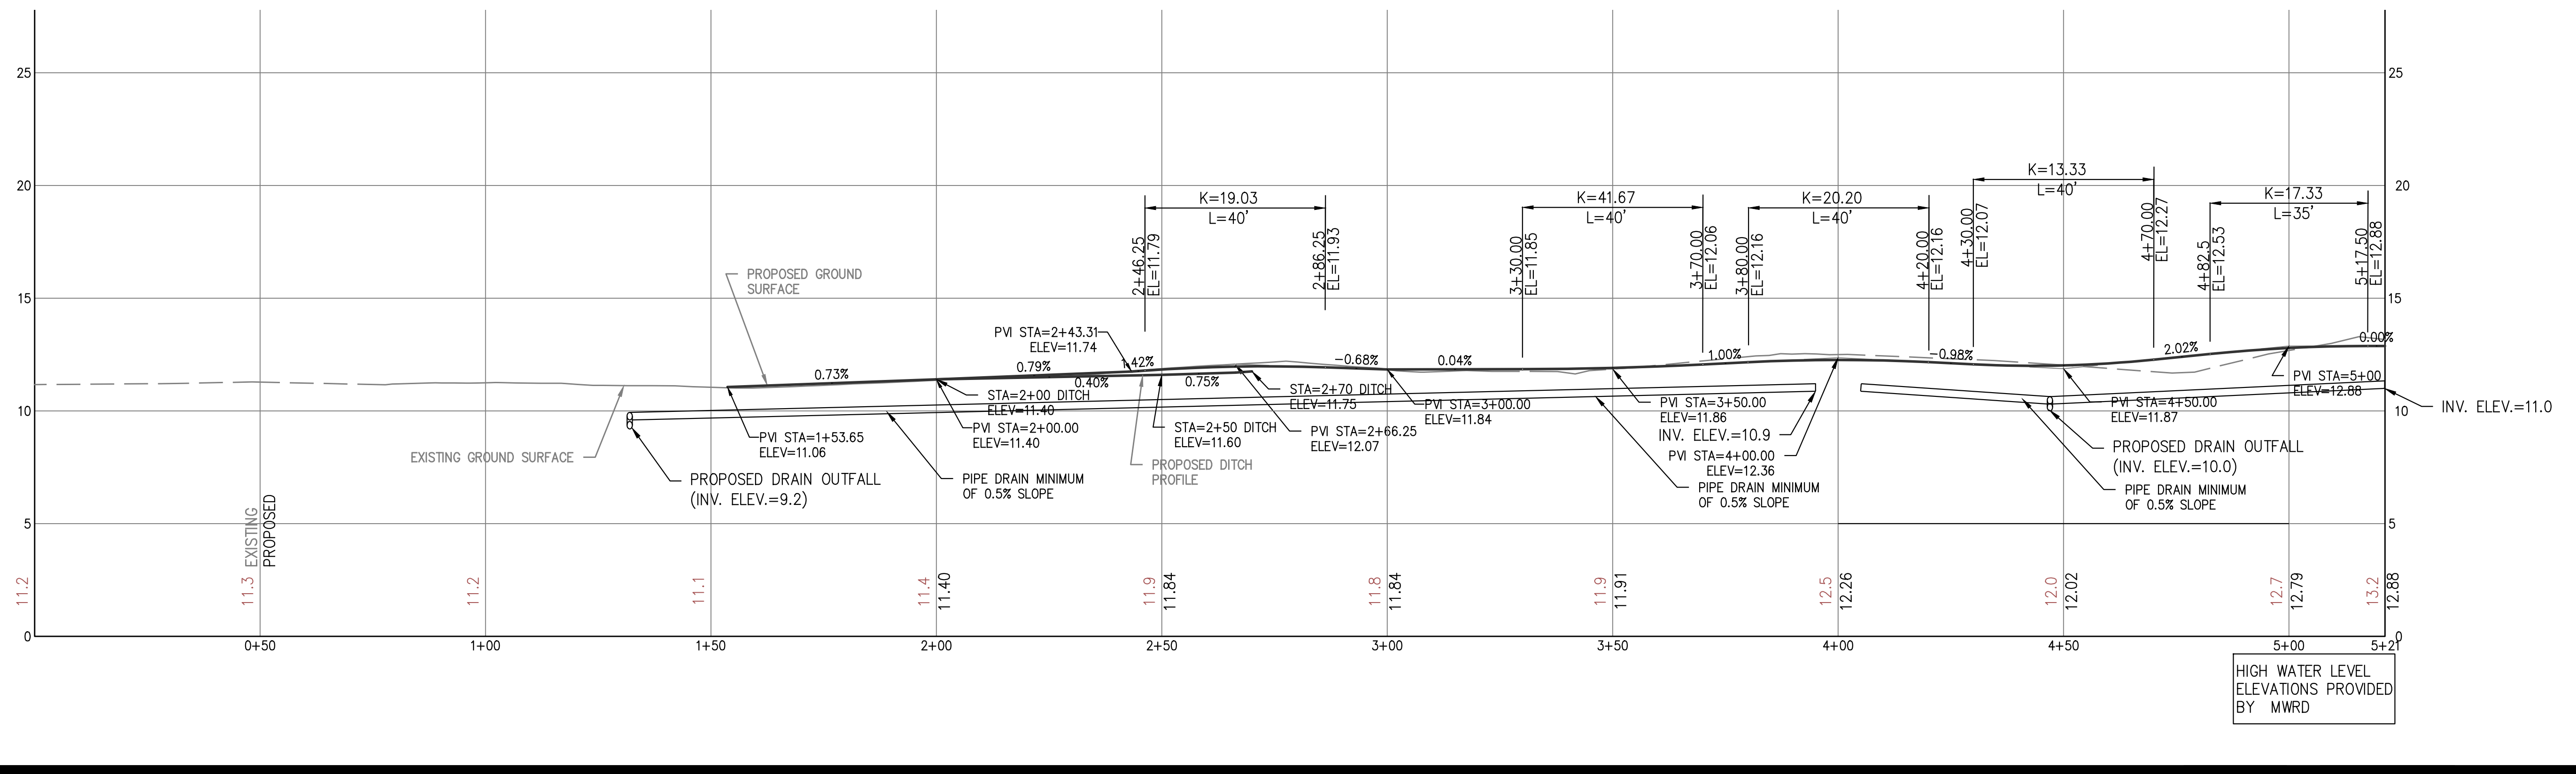 25
25
20
20
15
15
10
10
5
5
0
0
K=19.03
L=40'
K=41.67
L=40'
K=20.20
L=40'
K=13.33
L=40'
K=17.33
L=35'
2+46.25
EL=11.79
2+86.25
EL=11.93
3+30.00
EL=11.85
3+70.00
EL=12.06
3+80.00
EL=12.16
4+20.00
EL=12.16
4+30.00
EL=12.07
4+70.00
EL=12.27
4+82.5
EL=12.53
5+17.50
EL=12.88
PROPOSED GROUND
SURFACE
PVI STA=2+43.31
ELEV=11.74
0.73%
0.79%
1.42%
0.40%
0.75%
-0.68%
0.04%
1.00%
-0.98%
2.02%
0.00%
EXISTING GROUND SURFACE
PROPOSED DRAIN OUTFALL
(INV. ELEV.=9.2)
PVI STA=1+53.65
ELEV=11.06
STA=2+00 DITCH
ELEV=11.40
PVI STA=2+00.00
ELEV=11.40
PIPE DRAIN MINIMUM
OF 0.5% SLOPE
PROPOSED DITCH
PROFILE
STA=2+50 DITCH
ELEV=11.60
STA=2+70 DITCH
ELEV=11.75
PVI STA=2+66.25
ELEV=12.07
PVI STA=3+00.00
ELEV=11.84
PVI STA=3+50.00
ELEV=11.86
INV. ELEV.=10.9
PVI STA=4+00.00
ELEV=12.36
PIPE DRAIN MINIMUM
OF 0.5% SLOPE
PVI STA=4+50.00
ELEV=11.87
PROPOSED DRAIN OUTFALL
(INV. ELEV.=10.0)
PIPE DRAIN MINIMUM
OF 0.5% SLOPE
PVI STA=5+00
ELEV=12.88
INV. ELEV.=11.0
EXISTING
PROPOSED
11.2
11.3
11.2
11.1
11.4
11.40
11.9
11.84
11.8
11.84
11.9
11.91
12.5
12.26
12.0
12.02
12.7
12.79
13.2
12.88
0+50
1+00
1+50
2+00
2+50
3+00
3+50
4+00
4+50
5+00
5+21
HIGH WATER LEVEL
ELEVATIONS PROVIDED
BY MWRD